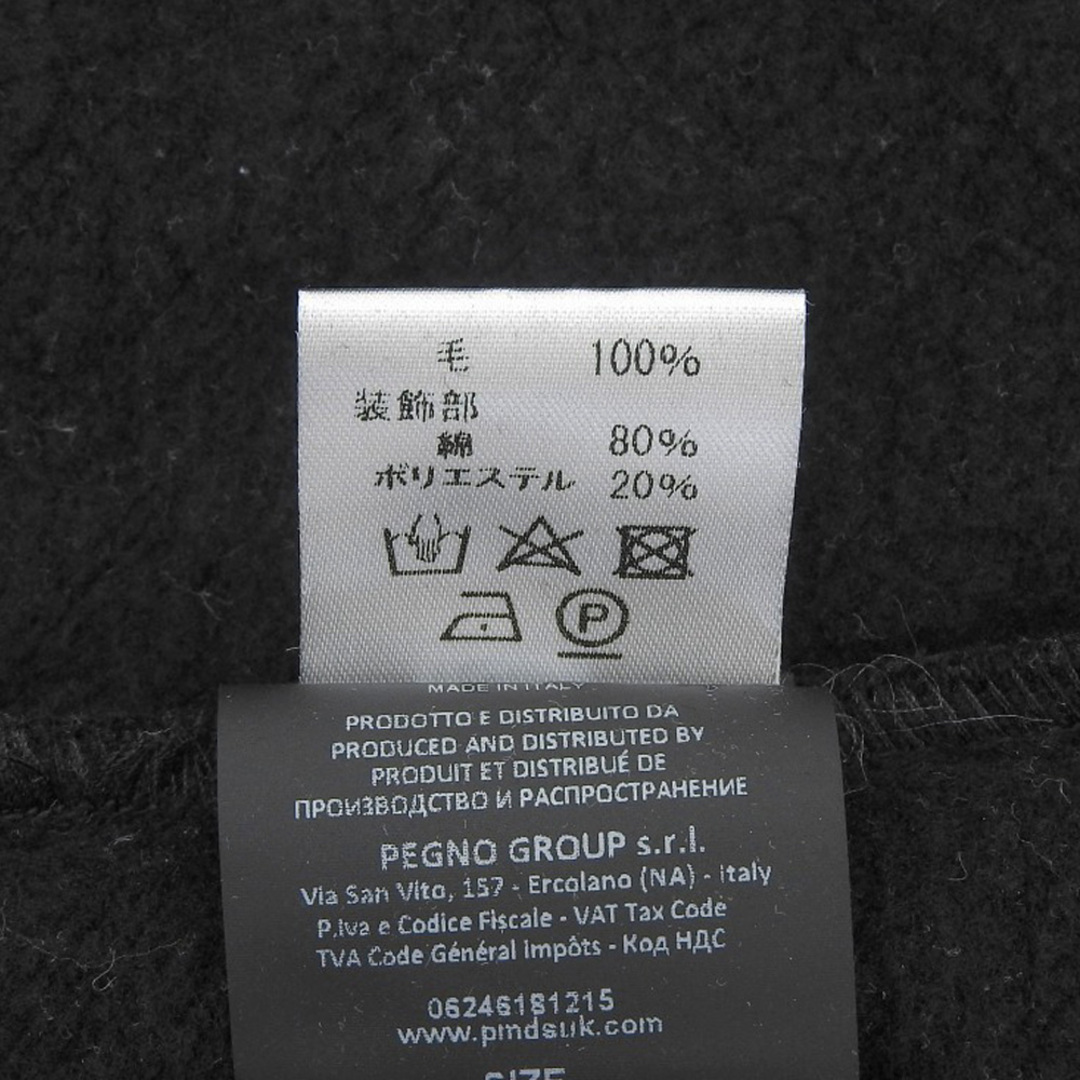 毛 100%
装飾部
綿 80%
ポリエステル 20%
P
MADE IN ITALY
PRODOTTO E DISTRIBUITO DA
PRODUCED AND DISTRIBUTED BY
PRODUIT ET DISTRIBUÉ DE
ПРОИЗВОДСТВО И РАСПРОСТРАНЕНИЕ
PEGNO GROUP s.r.l.
Via San Vito, 157 - Ercolano (NA) - Italy
P.Iva e Codice Fiscale - VAT Tax Code
TVA Code Général Impôts - Код НДС
06246181215
www.pmdsuk.com
SIZE